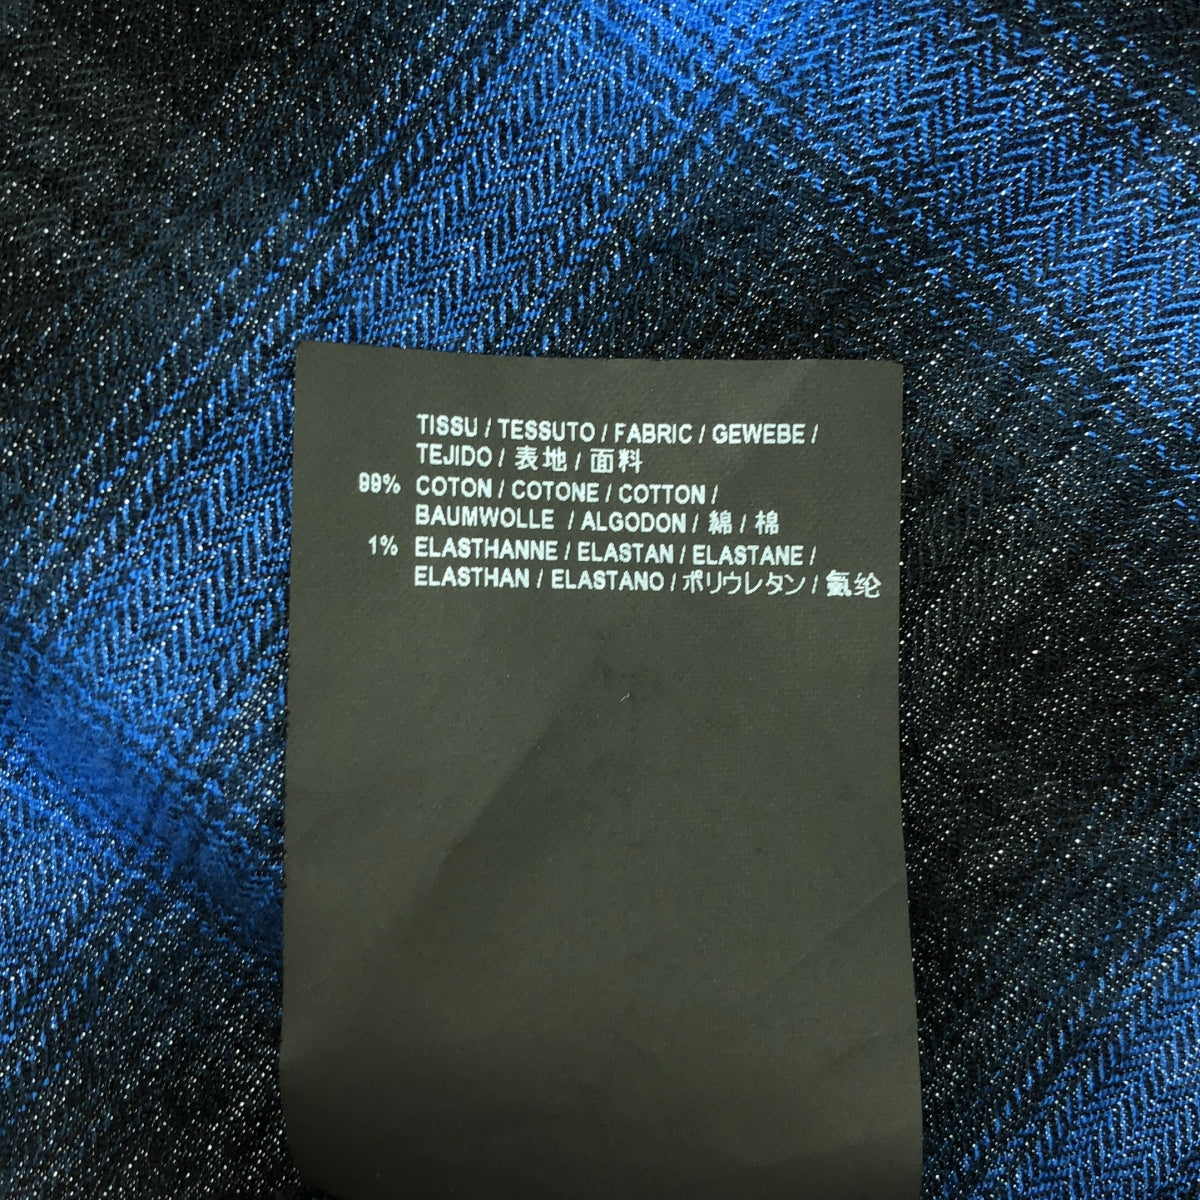 TISSU / TESSUTO / FABRIC / GEWEBE /
TEJIDO / 表地 / 面料
99% COTON / COTONE / COTTON /
BAUMWOLLE / ALGODON / 綿 / 棉
1% ELASTHANNE / ELASTAN / ELASTANE /
ELASTHAN / ELASTANO / ポリウレタン / 氨纶